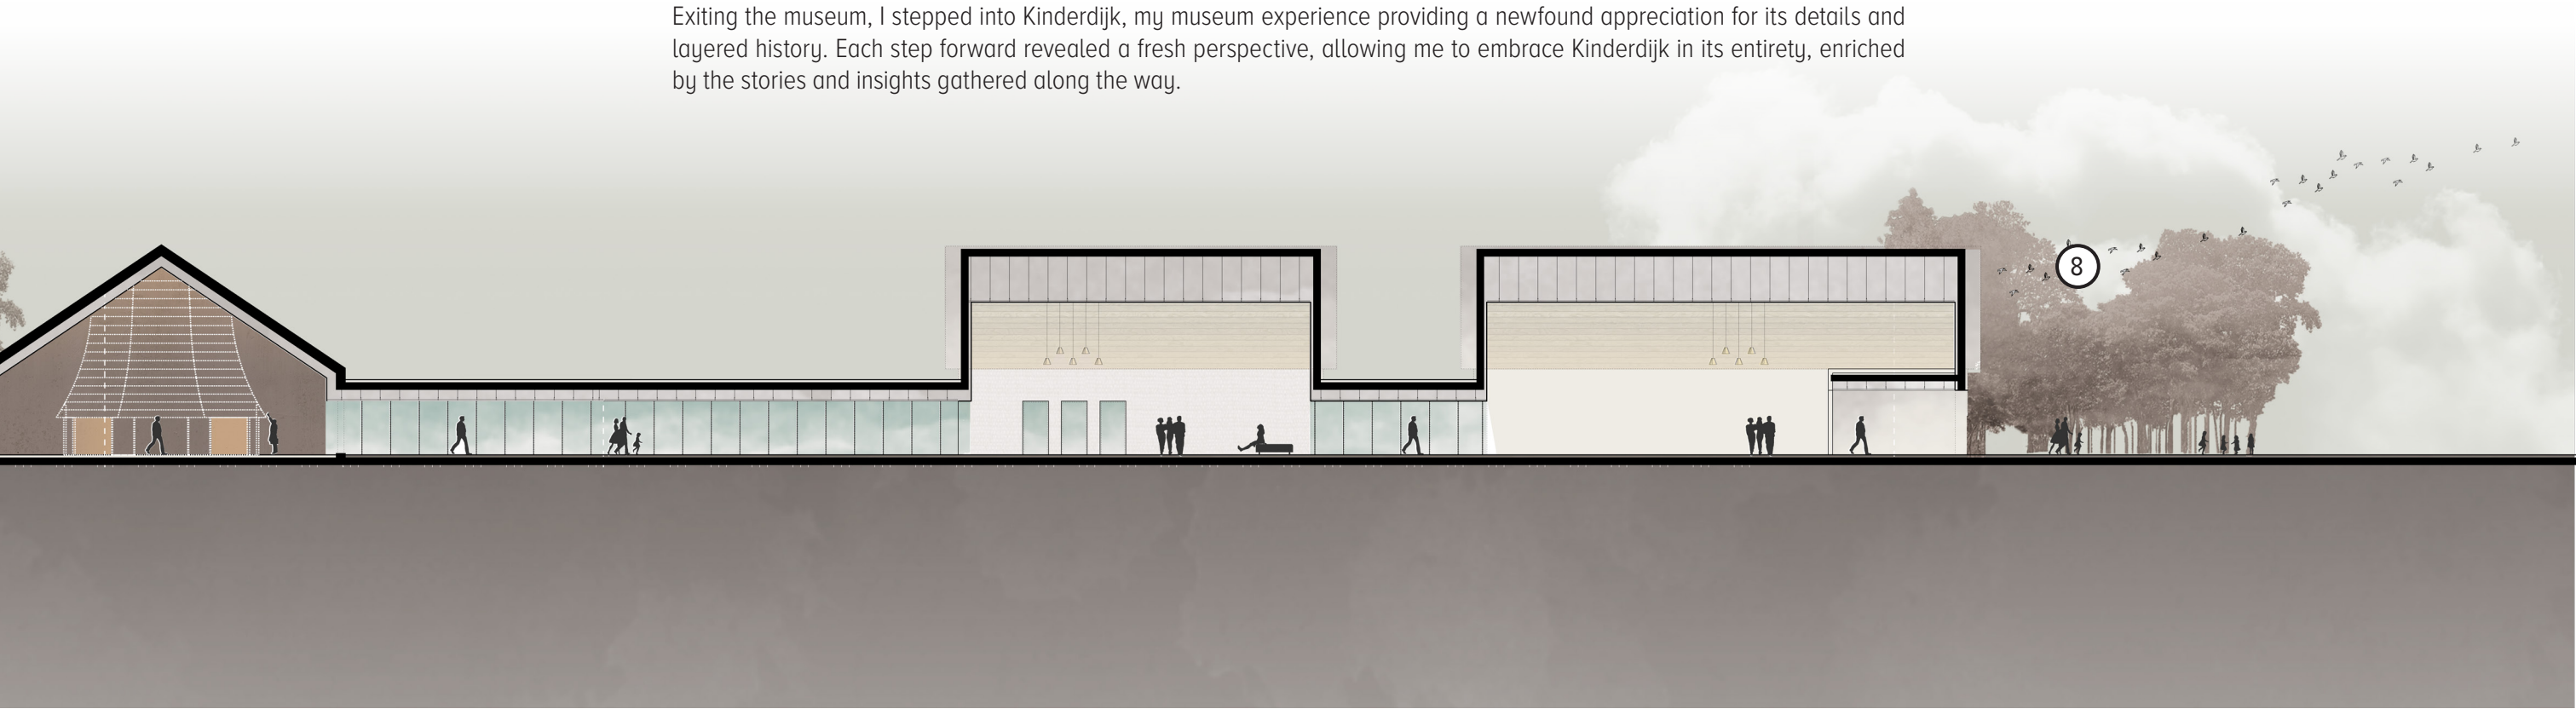 Exiting the museum, I stepped into Kinderdijk, my museum experience providing a newfound appreciation for its details and
layered history. Each step forward revealed a fresh perspective, allowing me to embrace Kinderdijk in its entirety, enriched
by the stories and insights gathered along the way.
8